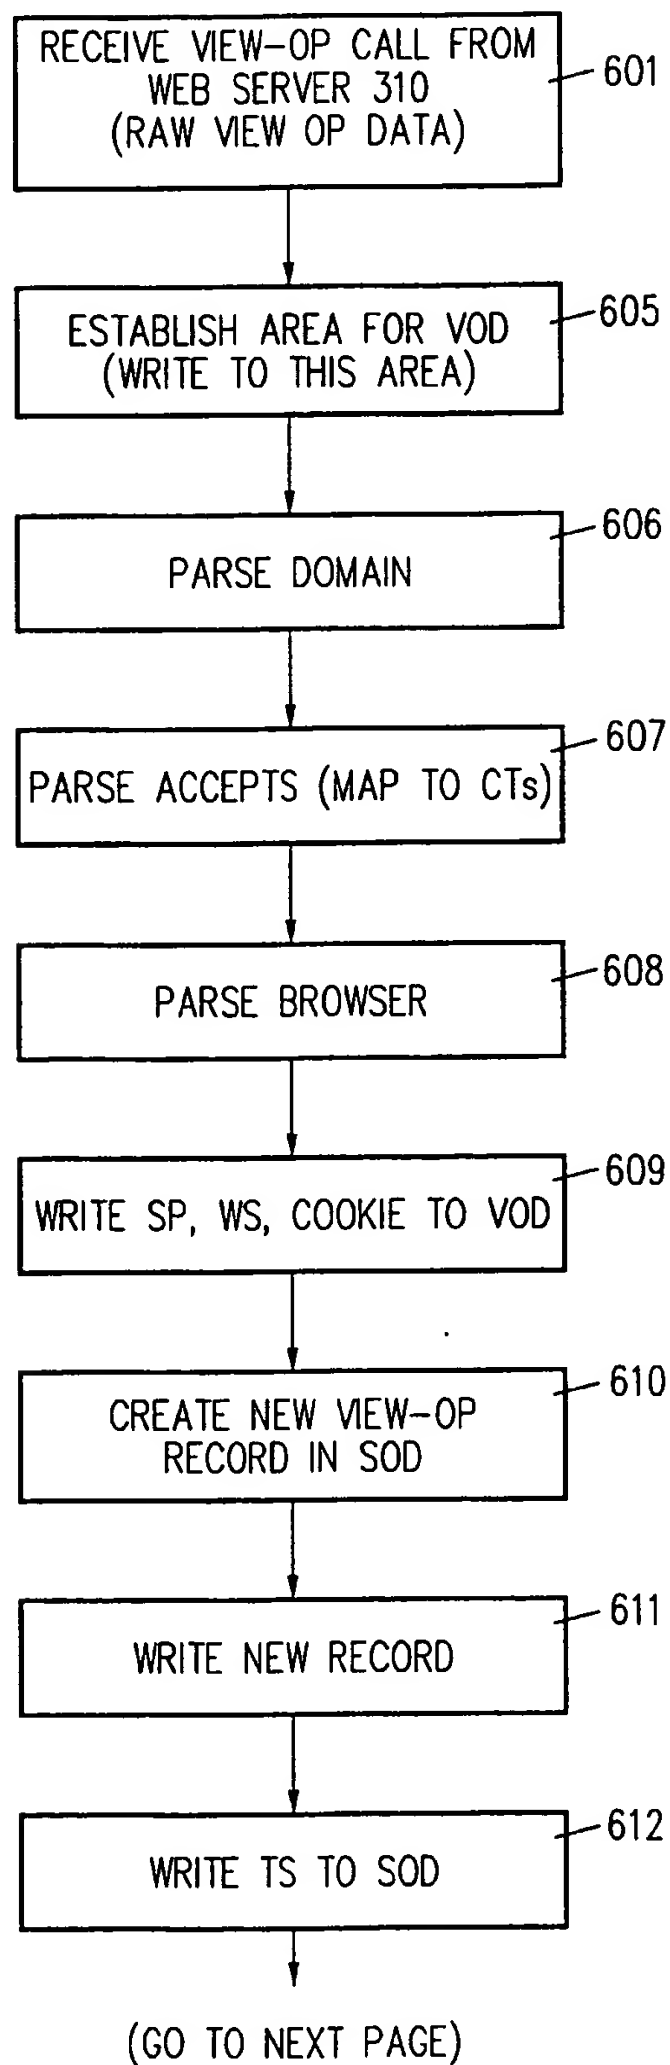 RECEIVE VIEW-OP CALL FROM
WEB SERVER 310
(RAW VIEW OP DATA)
601
ESTABLISH AREA FOR VOD
(WRITE TO THIS AREA)
605
PARSE DOMAIN
606
PARSE ACCEPTS (MAP TO CTs)
607
PARSE BROWSER
608
WRITE SP, WS, COOKIE TO VOD
609
CREATE NEW VIEW-OP
RECORD IN SOD
610
WRITE NEW RECORD
611
WRITE TS TO SOD
612
(GO TO NEXT PAGE)